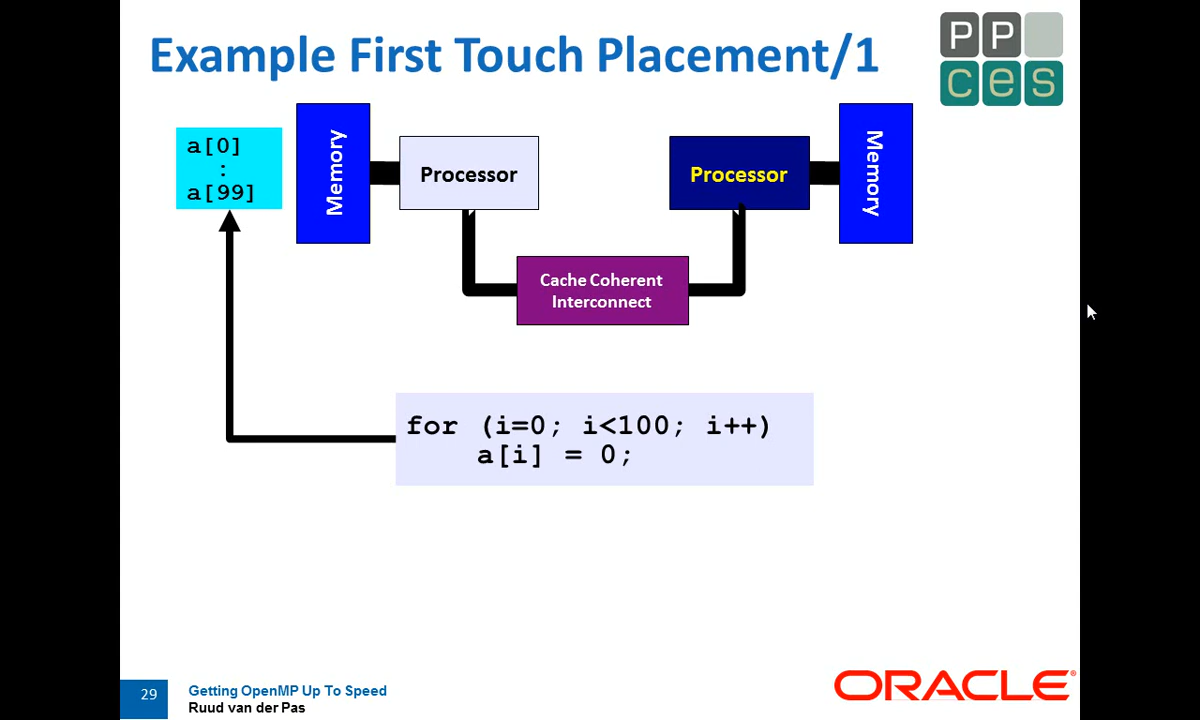 Example First Touch Placement/1
PP
ces
a[0]
:
a[99]
Memory
Processor
Processor
Memory
Cache Coherent
Interconnect
for (i=0; i<100; i++)
a[i] = 0;
29
Getting OpenMP Up To Speed
Ruud van der Pas
ORACLE®